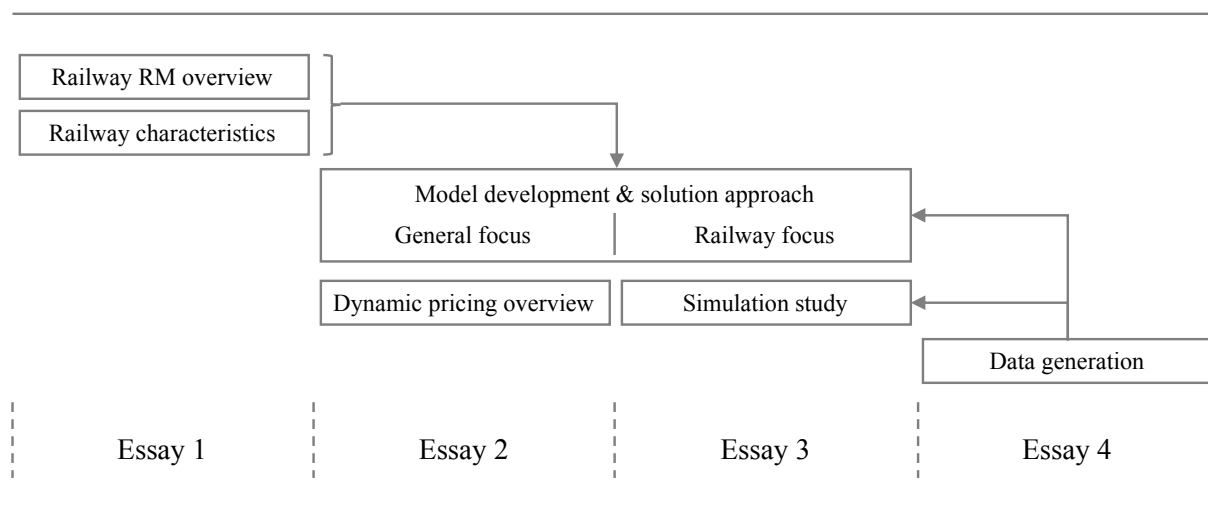 Railway RM overview
Railway characteristics
Model development & solution approach
General focus
Railway focus
Dynamic pricing overview
Simulation study
Data generation
Essay 1
Essay 2
Essay 3
Essay 4